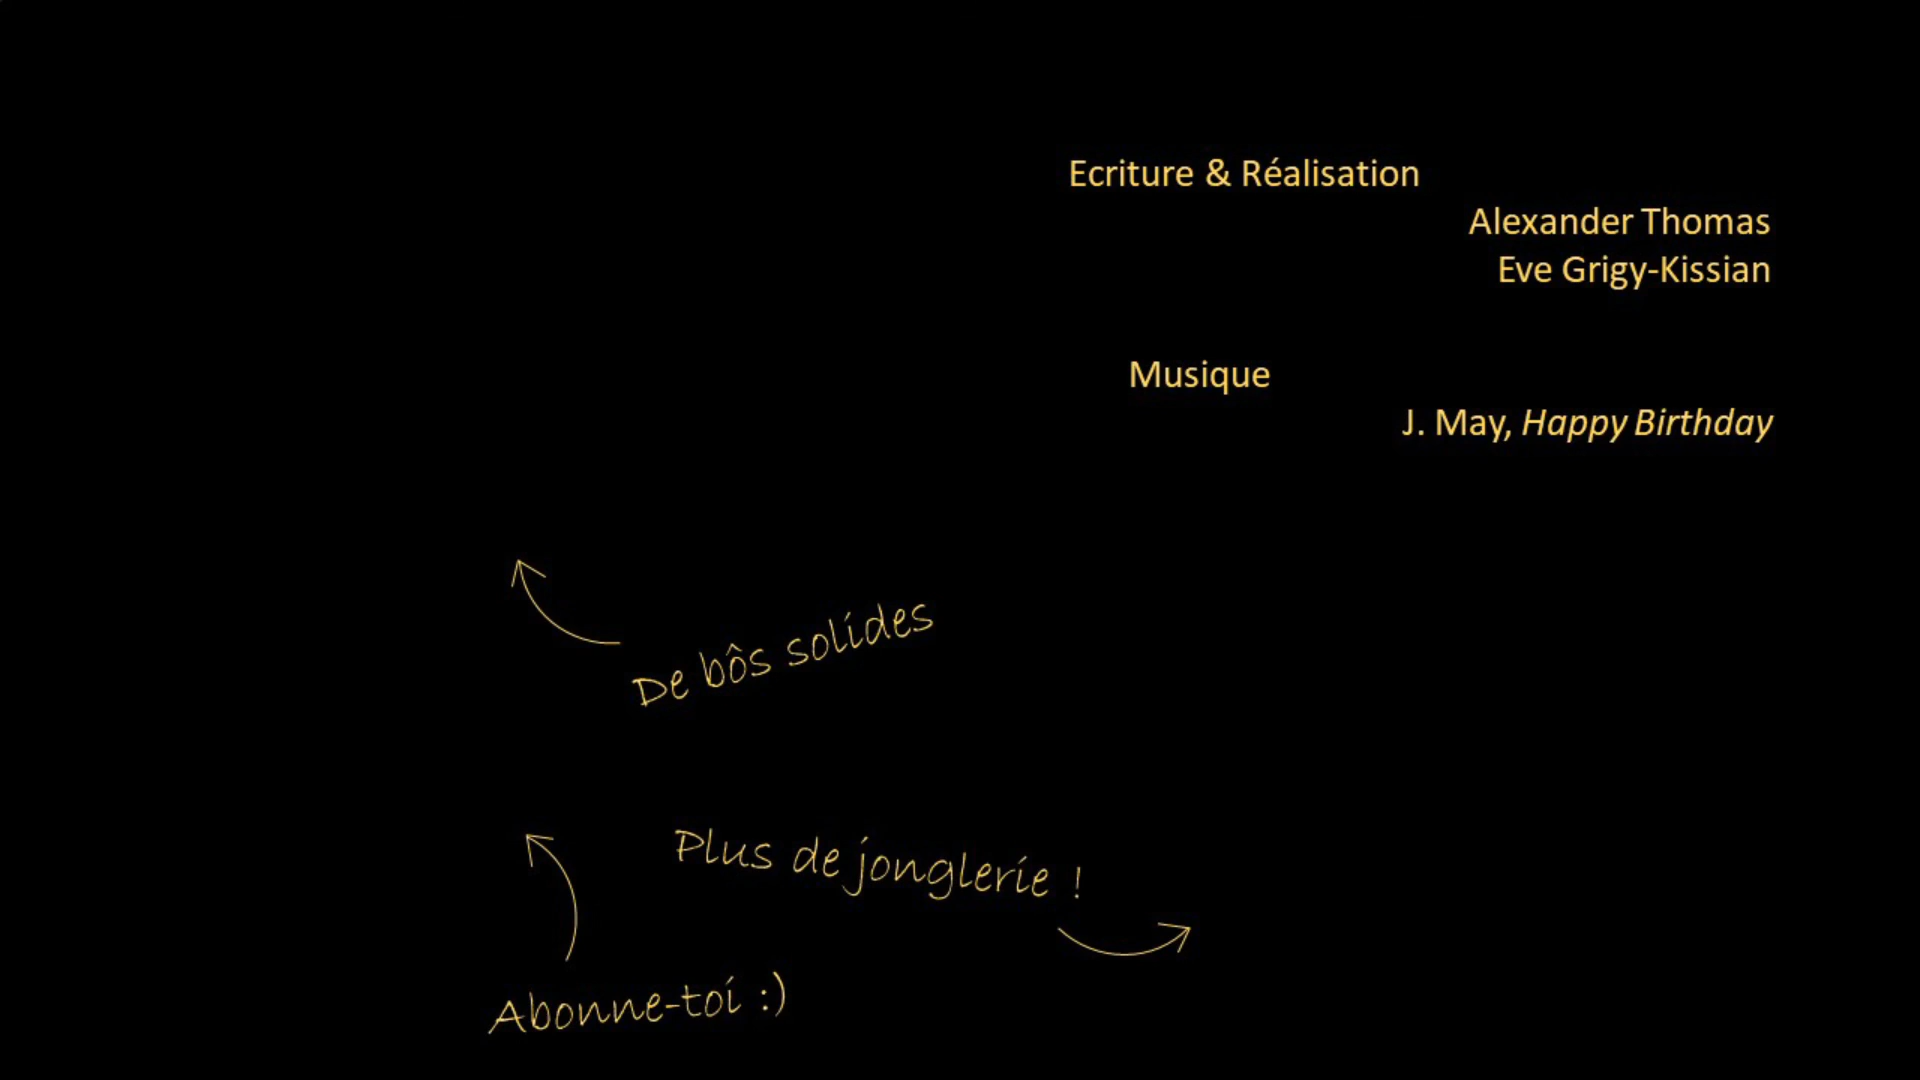 Ecriture & Réalisation
Alexander Thomas
Eve Grigy-Kissian
Musique
J. May, Happy Birthday
De bôs solides
Plus de jonglerie !
Abonne-toi :)